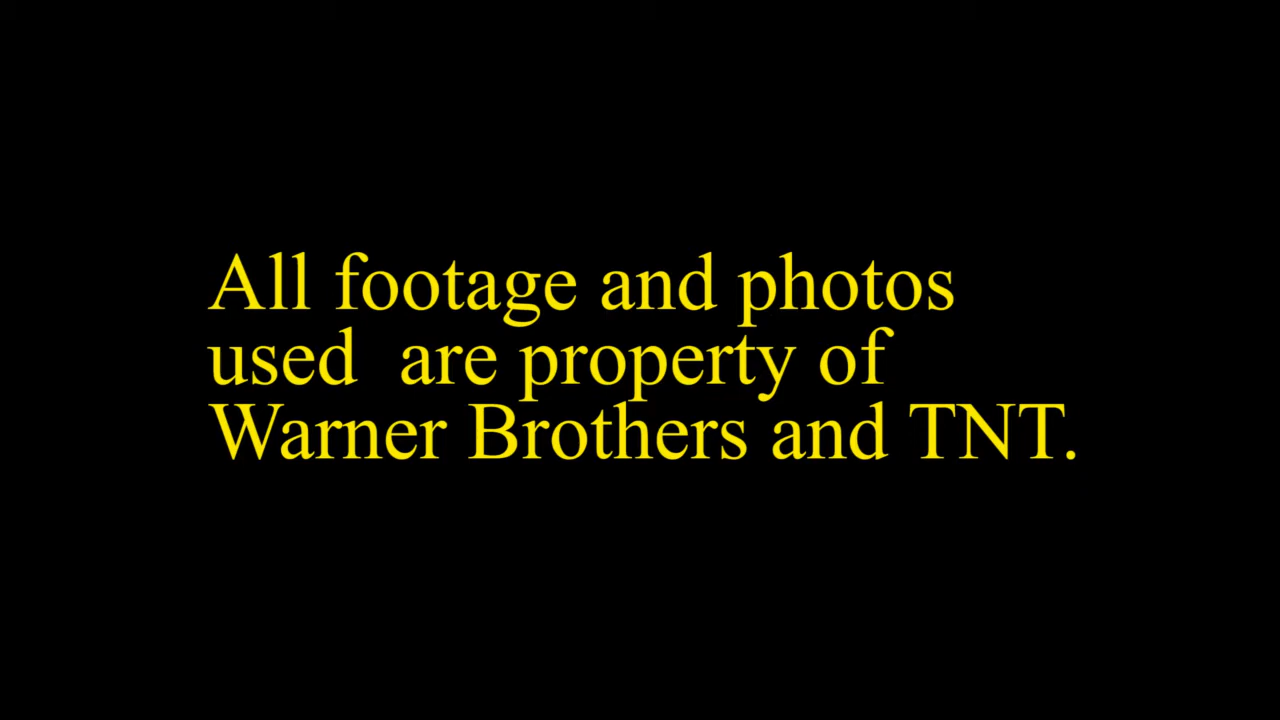 All footage and photos
used  are property of
Warner Brothers and TNT.